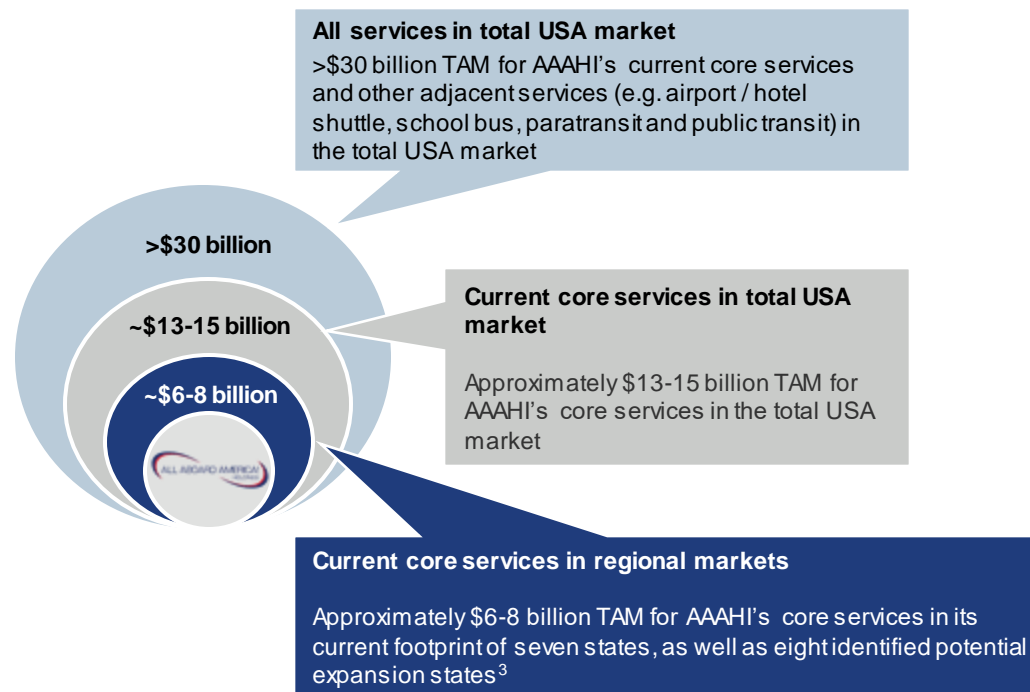 All services in total USA market
>$30 billion TAM for AAAHI's current core services
and other adjacent services (e.g. airport / hotel
shuttle, school bus, paratransit and public transit) in
the total USA market
>$30 billion
~$13-15 billion
~$6-8 billion
ALL ABOARD AMERICA!
HOLDINGS
Current core services in total USA
market
Approximately $13-15 billion TAM for
AAAHI's core services in the total USA
market
Current core services in regional markets
Approximately $6-8 billion TAM for AAAHI's core services in its
current footprint of seven states, as well as eight identified potential
expansion states³